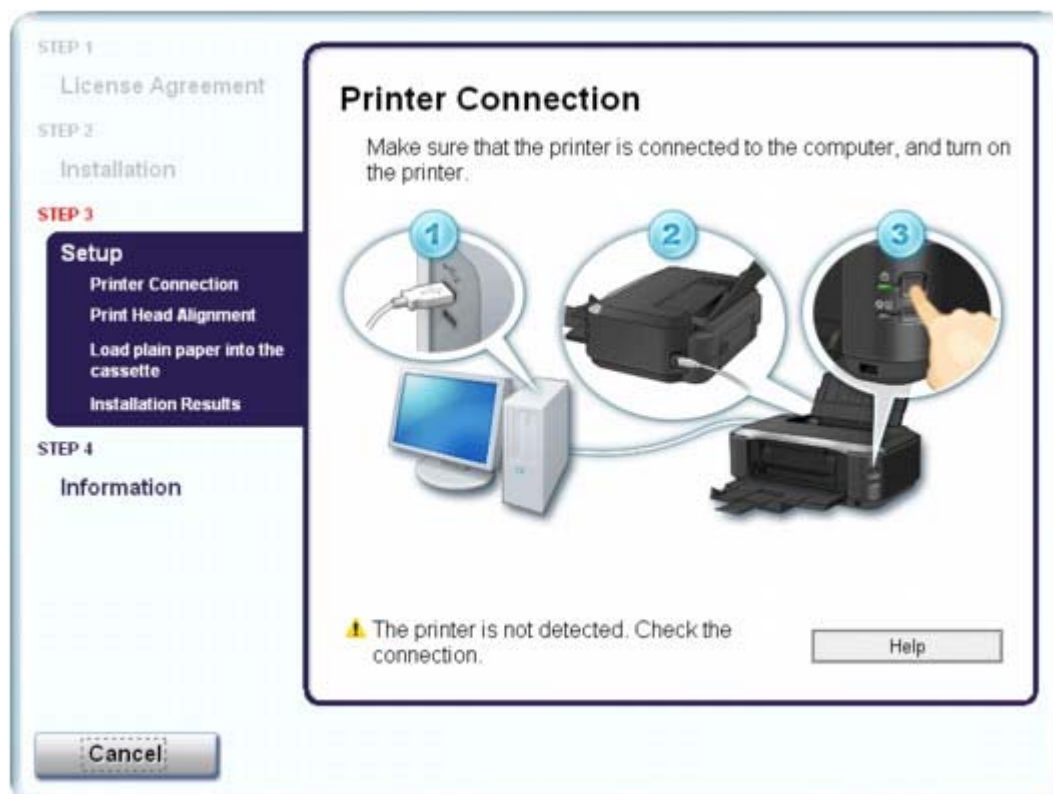 STEP 1
License Agreement
STEP 2
Installation
STEP 3
Setup
Printer Connection
Print Head Alignment
Load plain paper into the
cassette
Installation Results
STEP 4
Information
Printer Connection
Make sure that the printer is connected to the computer, and turn on
the printer.
1
2
3
The printer is not detected. Check the
connection.
Help
Cancel